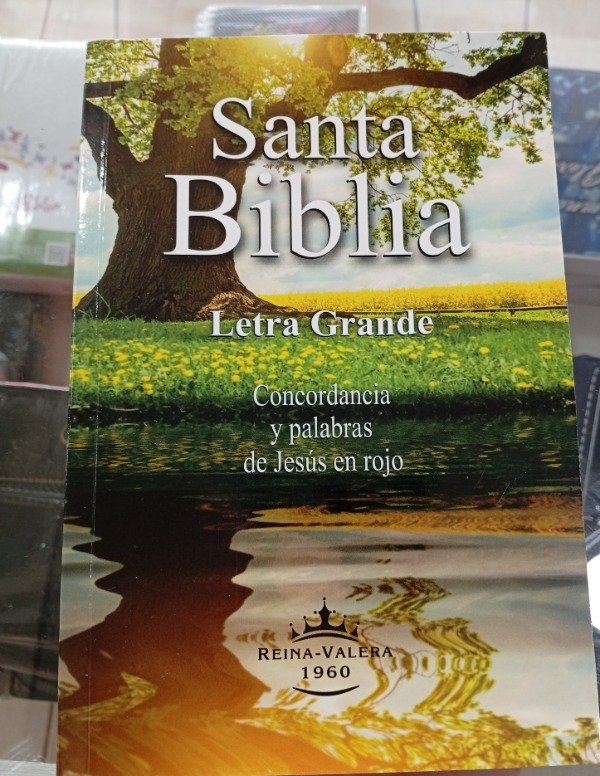 Santa
Biblia
Letra Grande
Concordancia
y palabras
de Jesús en rojo
REINA-VALERA
1960